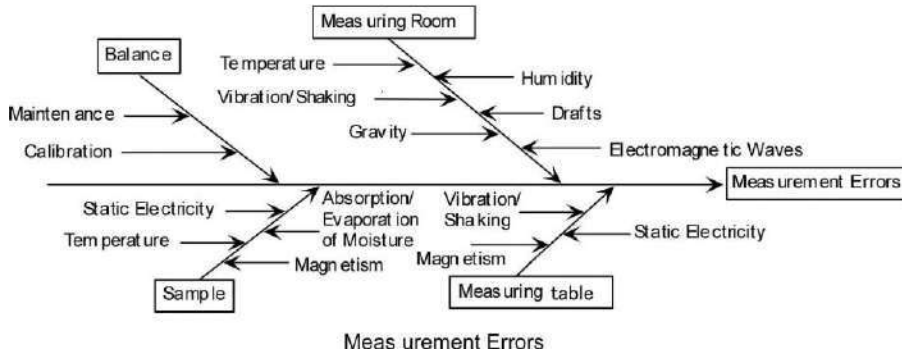 Measuring Room
Balance
Temperature
Humidity
Vibration/Shaking
Maintenance
Drafts
Gravity
Calibration
Electromagnetic Waves
Measurement Errors
Static Electricity
Absorption/
Evaporation
of Moisture
Vibration/
Shaking
Temperature
Static Electricity
Magnetism
Magnetism
Sample
Measuring table
Measurement Errors